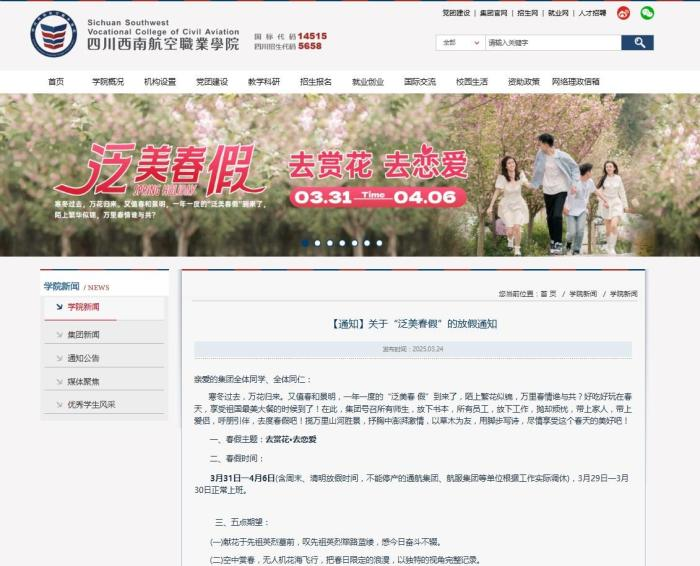 党团建设 | 集团官网 | 招生网 | 就业网 | 人才招聘
Sichuan Southwest
Vocational College of Civil Aviation
四川西南航空職業學院
国标代码 14515
四川招生代码 5658
全部
请输入关键字
首页 学院概况 机构设置 党团建设 教学科研 招生报名 就业创业 国际交流 校园生活 资助政策 网络理政信箱
泛美春假
SPRING HOLIDAY
寒冬过去，万花归来。又值春和景明，一年一度的“泛美春假”到来了，
陌上繁华似锦，万里春情谁与共？
去赏花 去恋爱
03.31 Time 04.06
学院新闻 / NEWS
学院新闻
集团新闻
通知公告
媒体聚焦
优秀学生风采
您当前位置：首 页 / 学院新闻 / 学院新闻
【通知】关于“泛美春假”的放假通知
发布时间：2025.03.24
亲爱的集团全体同学、全体同仁：
寒冬过去，万花归来。又值春和景明，一年一度的“泛美春 假”到来了，陌上繁花似锦，万里春情谁与共？好吃好玩在春
天，享受祖国最美大餐的时候到了！在此，集团号召所有师生，放下书本，所有员工，放下工作，抛却烦忧，带上家人，带上
爱侣，呼朋引伴，去度春假吧！揽万里山河胜景，抒胸中澎湃激情，以草木为友，用脚步写诗，尽情享受这个春天的美好吧！
一、春假主题：去赏花•去恋爱
二、春假时间：
3月31日—4月6日(含周末、清明放假时间，不能停产的通航集团、航服集团等单位根据工作实际调休)，3月29日—3月
30日正常上班。
三、五点期望：
(一)献花于先祖英烈墓前，叹先祖英烈筚路蓝缕，感今日奋斗不辍。
(二)空中赏春，无人机花海飞行，把春日限定的浪漫，以独特的视角完整记录。